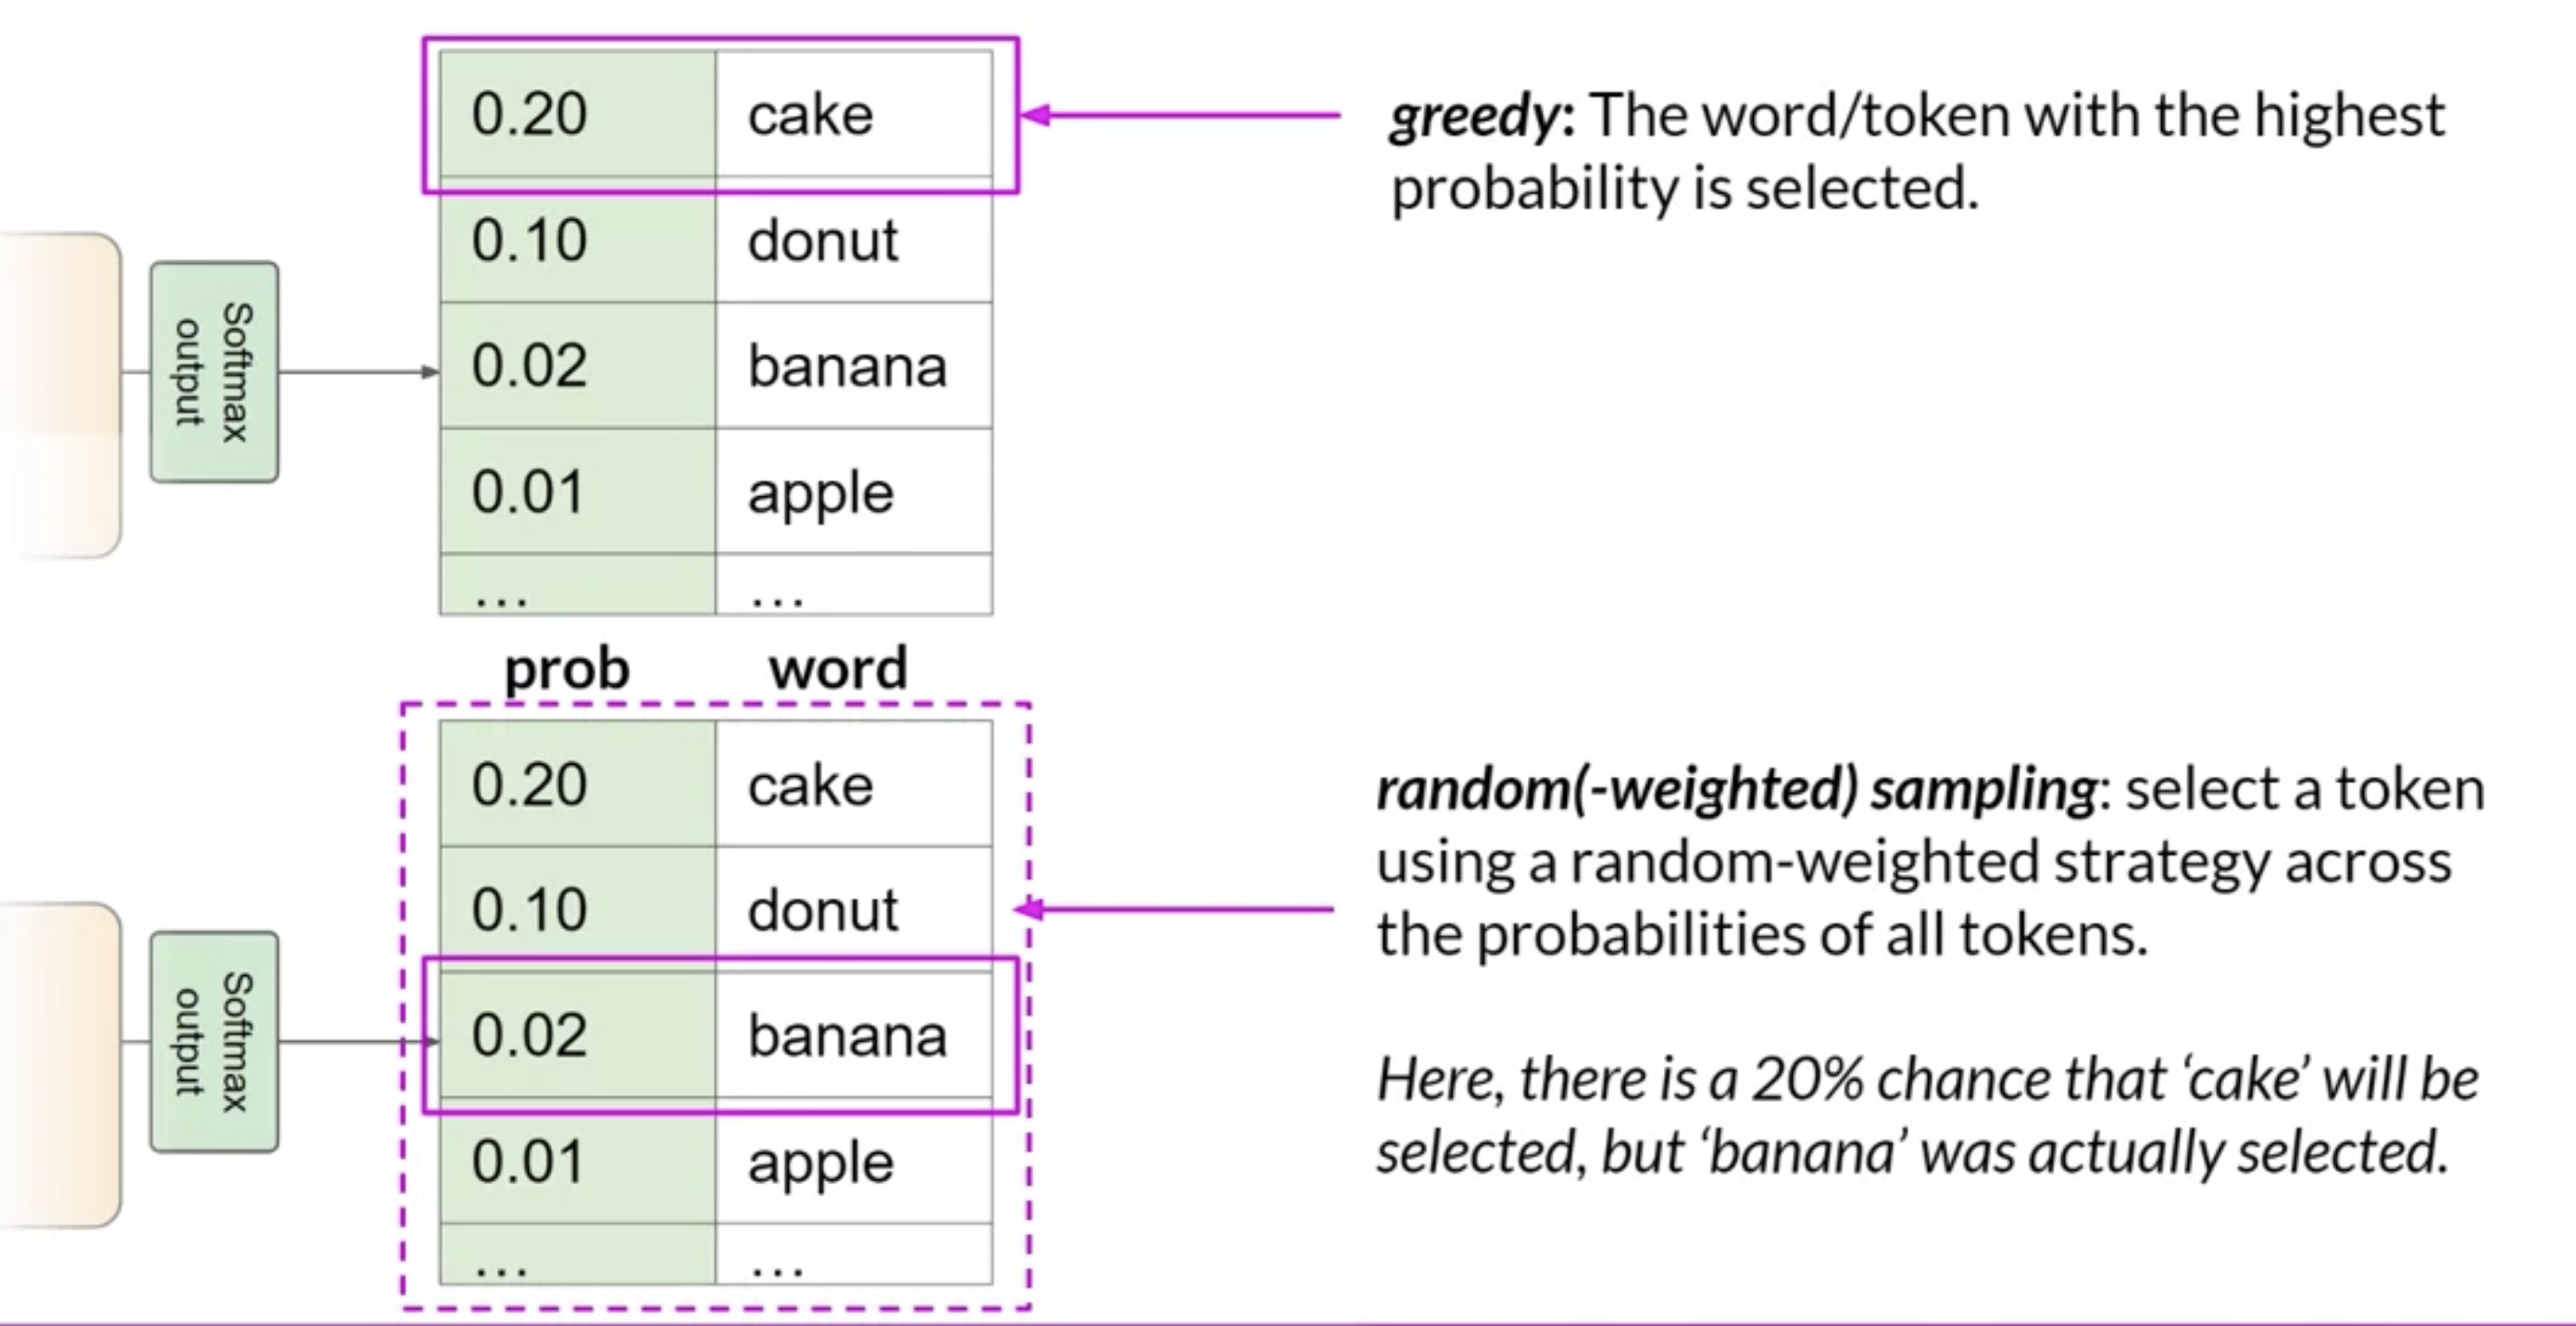 0.20 cake
greedy: The word/token with the highest
probability is selected.
0.10 donut
Softmax
output
0.02 banana
0.01 apple
... ...
prob word
0.20 cake
random(-weighted) sampling: select a token
using a random-weighted strategy across
the probabilities of all tokens.
0.10 donut
Softmax
output
0.02 banana
Here, there is a 20% chance that ‘cake’ will be
selected, but ‘banana’ was actually selected.
0.01 apple
... ...